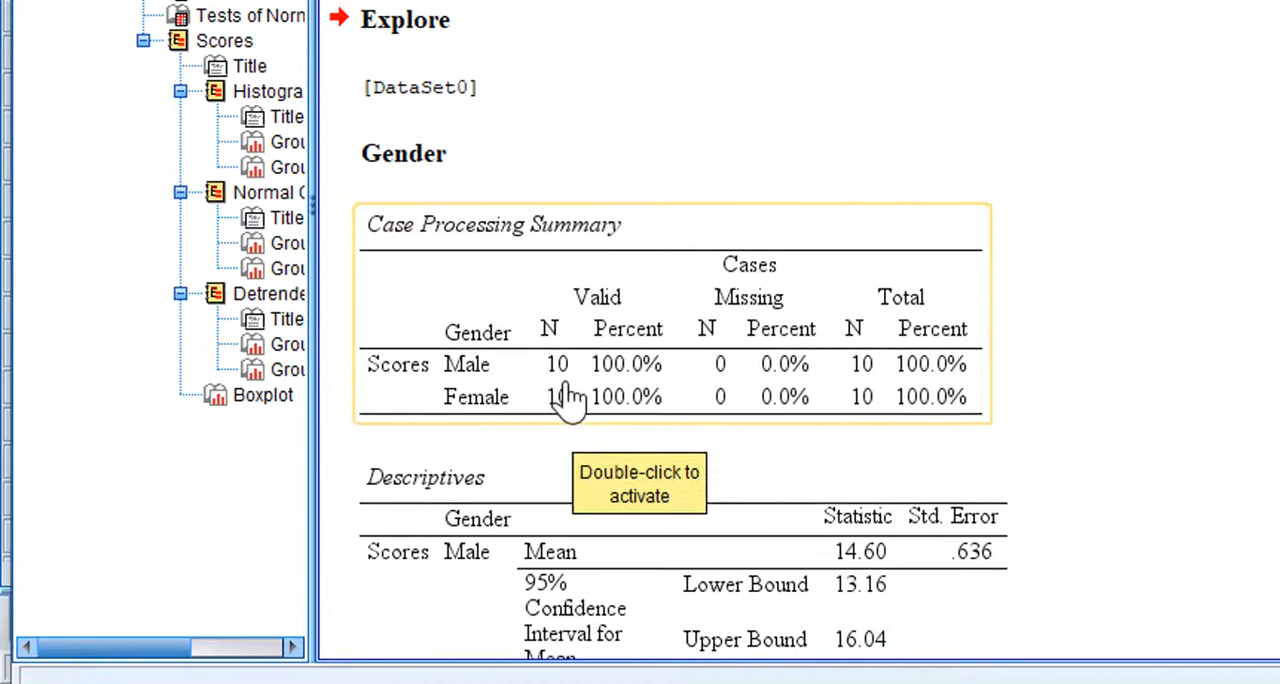 Tests of Norn
Scores
Title
Histogra
Title
Grou
Grou
Normal (
Title
Grou
Grou
Detrende
Title
Grou
Grou
Boxplot
Explore
[DataSet0]
Gender
Case Processing Summary
Cases
Valid Missing Total
Gender N Percent N Percent N Percent
Scores Male 10 100.0% 0 0.0% 10 100.0%
Female 100.0% 0 0.0% 10 100.0%
Double-click to
activate
Descriptives
Gender Statistic Std. Error
Scores Male Mean 14.60 .636
95% Lower Bound 13.16
Confidence
Interval for Upper Bound 16.04